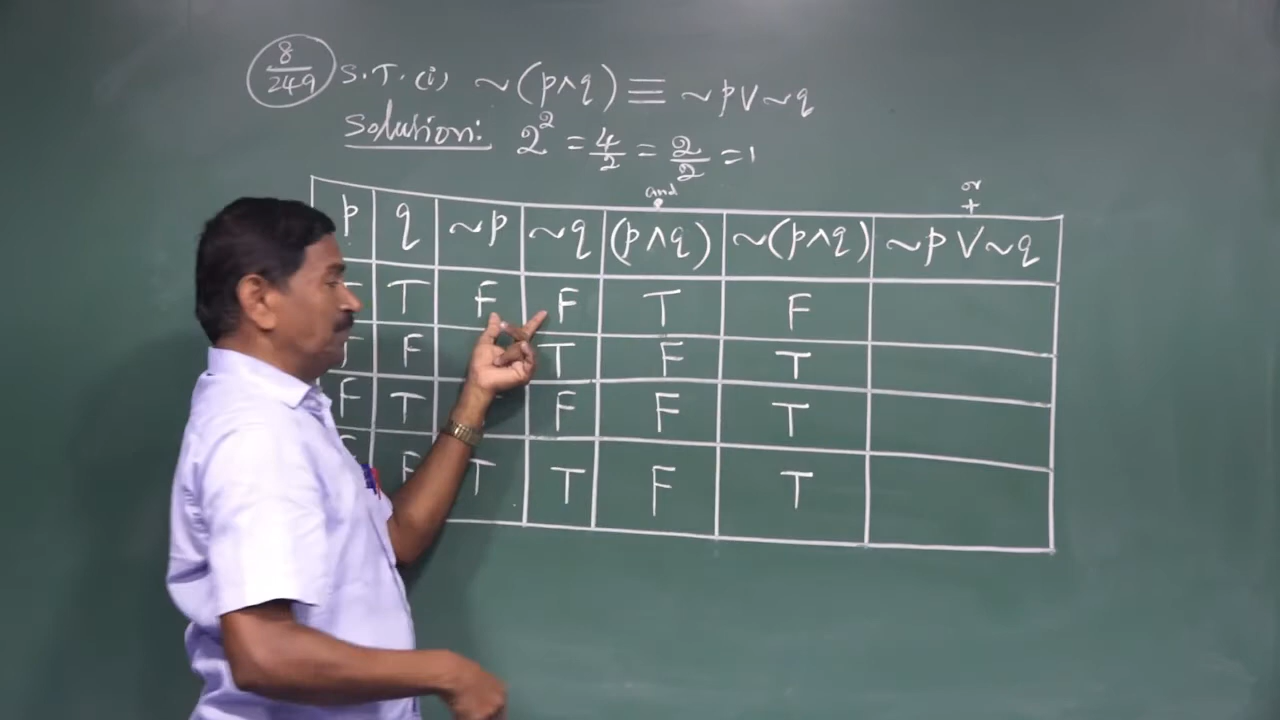 8/249 S.T. (i) ~(p∧q) ≡ ~p∨~q
Solution: 2² = 4/2 = 2/2 = 1
and or
• +
p q ~p ~q (p∧q) ~(p∧q) ~p∨~q
T T F F T F
T F T F T
F T F F T
F F T T F T